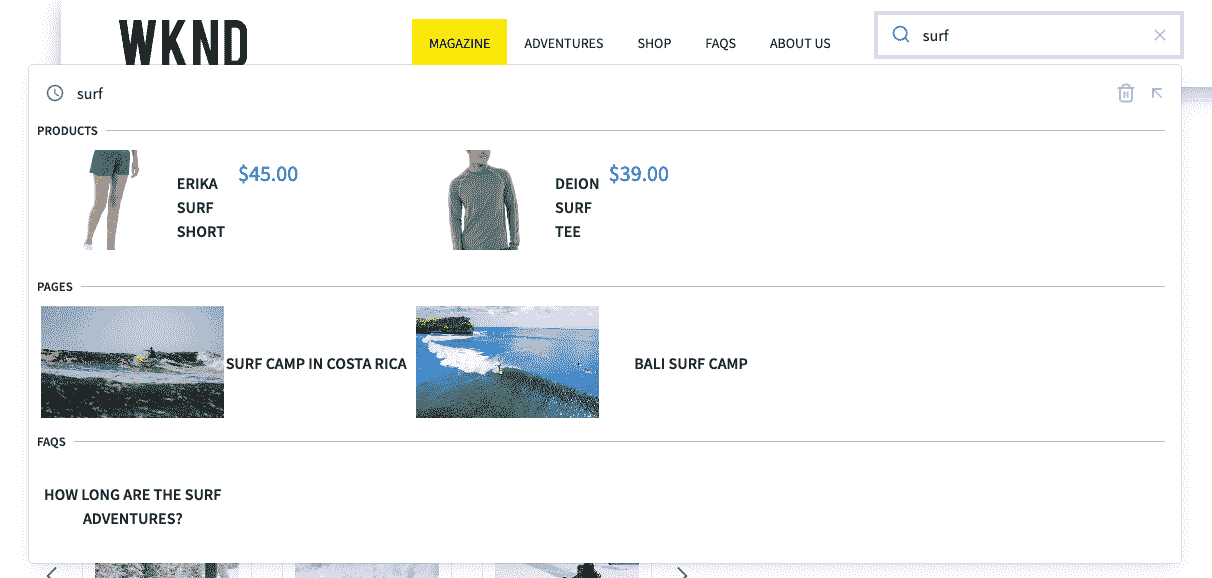 WKND
MAGAZINE ADVENTURES SHOP FAQS ABOUT US
surf
surf
PRODUCTS
ERIKA
SURF
SHORT
$45.00
DEION
SURF
TEE
$39.00
PAGES
SURF CAMP IN COSTA RICA
BALI SURF CAMP
FAQS
HOW LONG ARE THE SURF
ADVENTURES?